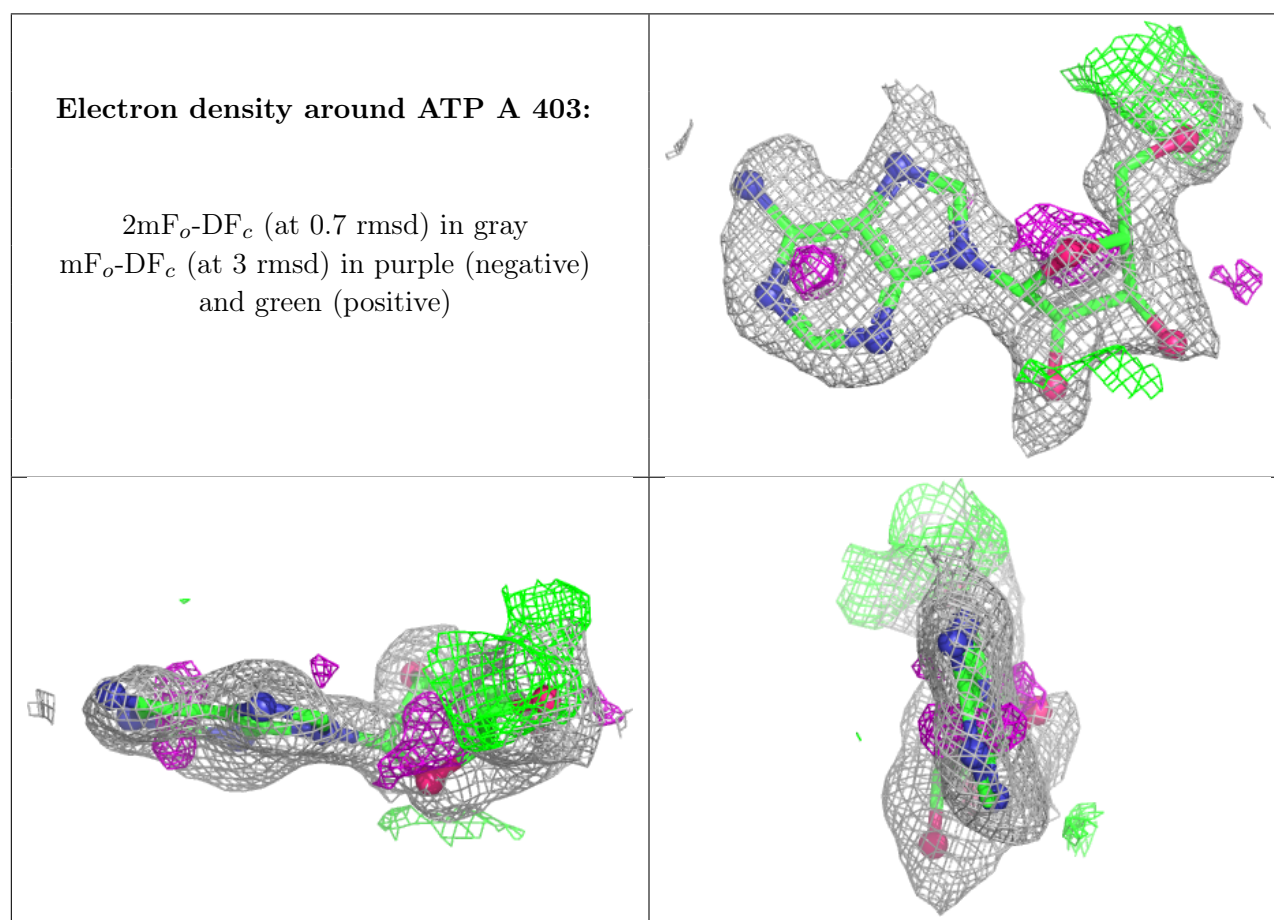 Electron density around ATP A 403:
2mFo-DFc (at 0.7 rmsd) in gray
mFo-DFc (at 3 rmsd) in purple (negative)
and green (positive)